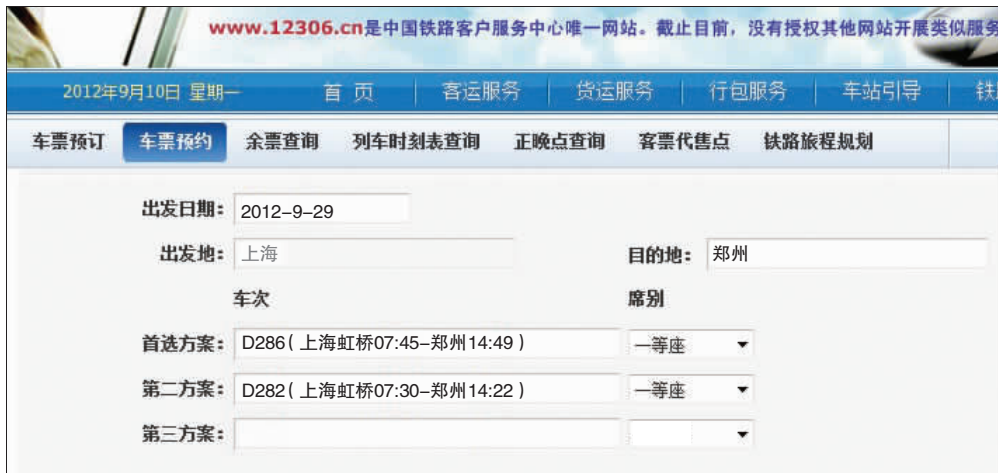 www.12306.cn是中国铁路客户服务中心唯一网站。截止目前，没有授权其他网站开展类似服务
2012年9月10日 星期一 首 页 客运服务 货运服务 行包服务 车站引导 铁
车票预订 车票预约 余票查询 列车时刻表查询 正晚点查询 客票代售点 铁路旅程规划
出发日期： 2012-9-29
出发地： 上海 目的地： 郑州
车次 席别
首选方案： D286（上海虹桥07:45-郑州14:49） 一等座
第二方案： D282（上海虹桥07:30-郑州14:22） 一等座
第三方案：